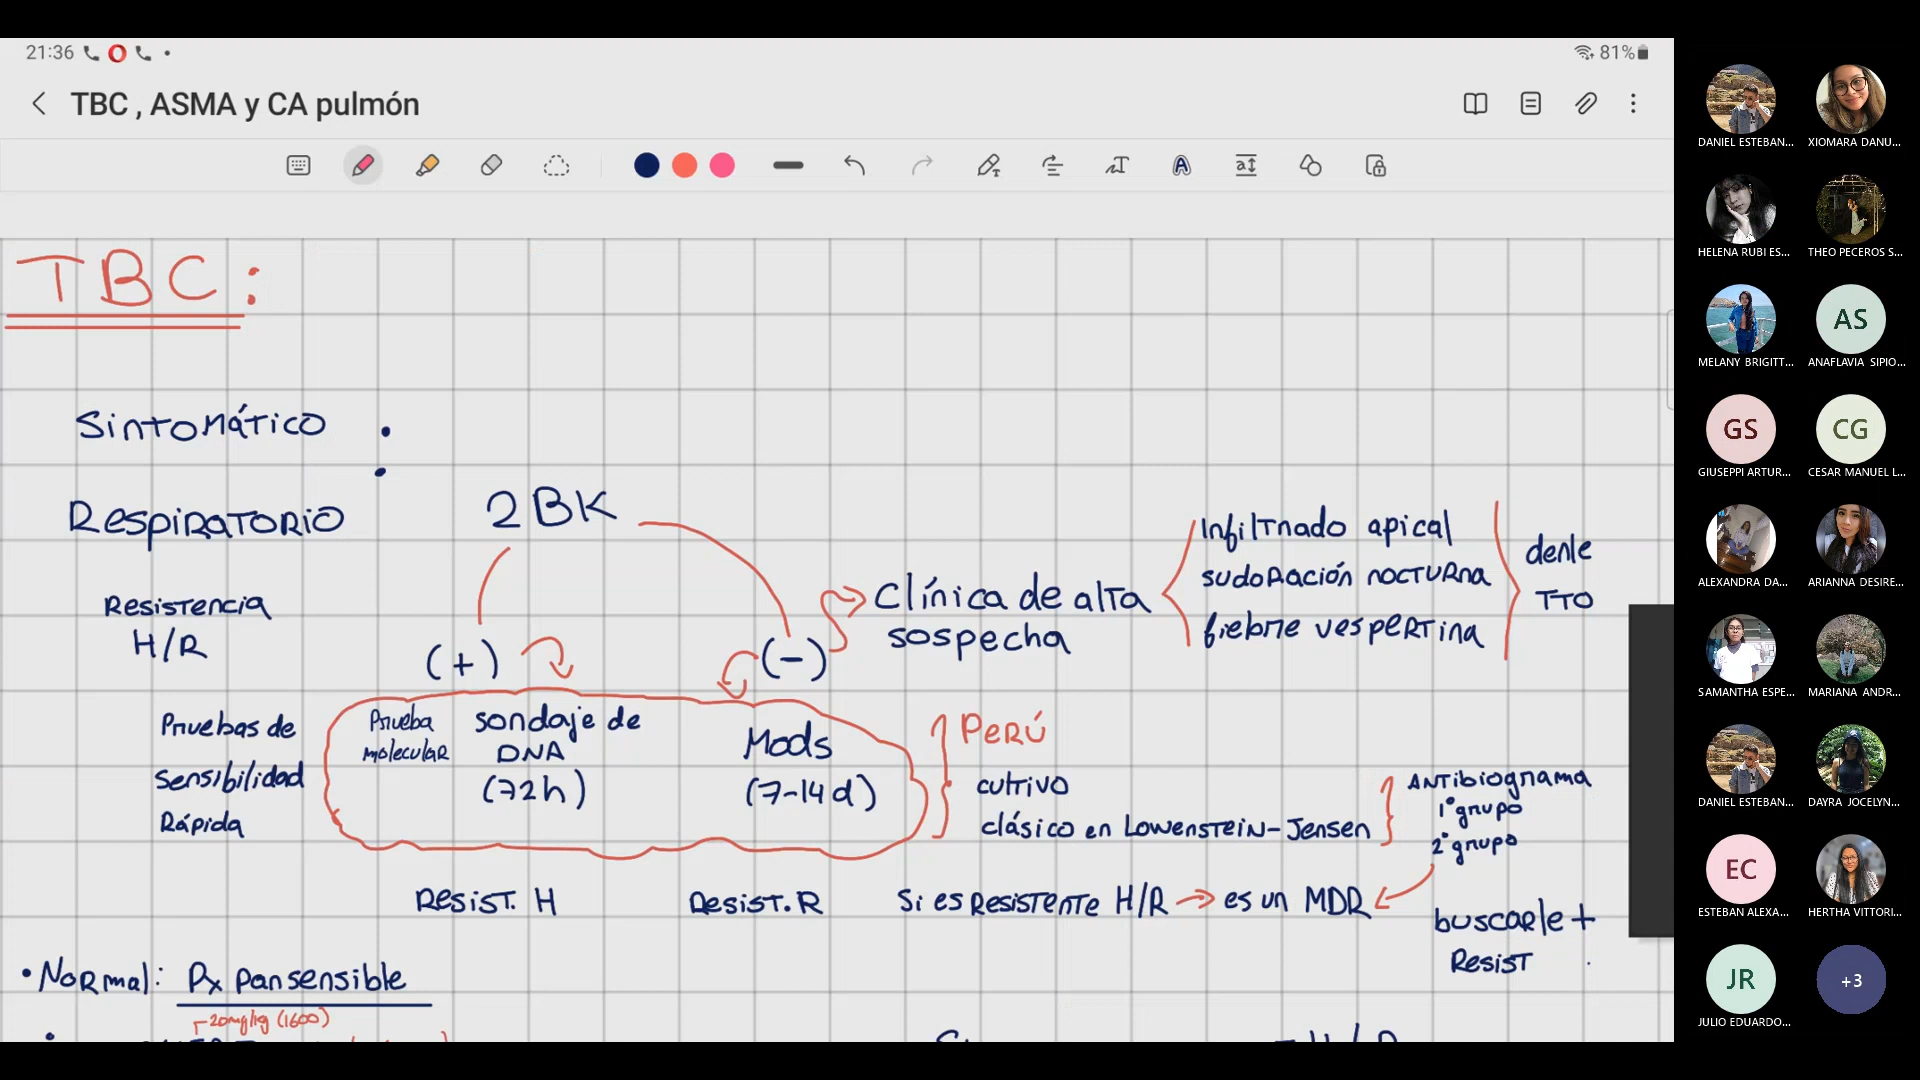 21:36
81%
TBC , ASMA y CA pulmón
TBC:
Sintomático
Respiratorio
2BK
Infiltrado apical
sudoración nocturna
fiebre vespertina
denle
TTO
Clínica de alta
sospecha
Resistencia
H/R
(+)
(-)
Pruebas de
sensibilidad
Rápida
Prueba
molecular
sondaje de
DNA
(72h)
Mods
(7-14d)
Perú
cultivo
clásico en Lowenstein-Jensen
Antibiograma
1° grupo
2° grupo
Resist. H
Resist. R
Si es Resistente H/R → es un MDR
buscarle +
Resist
• Normal: Px pansensible
20mg/kg (1600)
DANIEL ESTEBAN...
XIOMARA DANU...
HELENA RUBI ES...
THEO PECEROS S...
MELANY BRIGITT...
AS
ANAFLAVIA SIPIO...
GS
GIUSEPPI ARTUR...
CG
CESAR MANUEL L...
ALEXANDRA DA...
ARIANNA DESIRE...
SAMANTHA ESPE...
MARIANA ANDR...
DANIEL ESTEBAN...
DAYRA JOCELYN...
EC
ESTEBAN ALEXA...
HERTHA VITTORI...
JR
JULIO EDUARDO...
+3